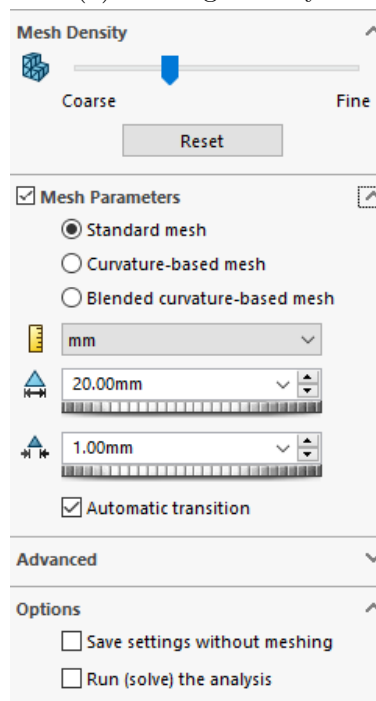 Mesh Density
Coarse Fine
Reset
Mesh Parameters
Standard mesh
Curvature-based mesh
Blended curvature-based mesh
mm
20.00mm
1.00mm
Automatic transition
Advanced
Options
Save settings without meshing
Run (solve) the analysis